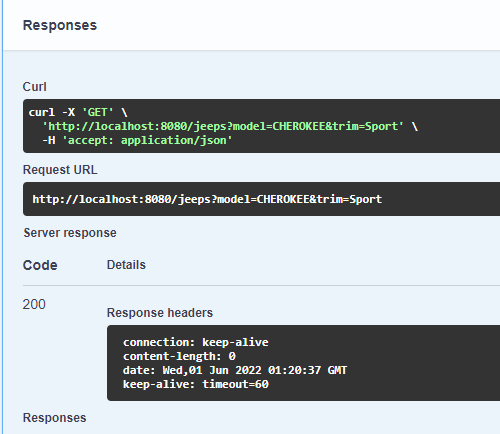 Responses
Curl
curl -X 'GET' \
'http://localhost:8080/jeeps?model=CHEROKEE&trim=Sport' \
-H 'accept: application/json'
Request URL
http://localhost:8080/jeeps?model=CHEROKEE&trim=Sport
Server response
Code Details
200
Response headers
connection: keep-alive
content-length: 0
date: Wed,01 Jun 2022 01:20:37 GMT
keep-alive: timeout=60
Responses